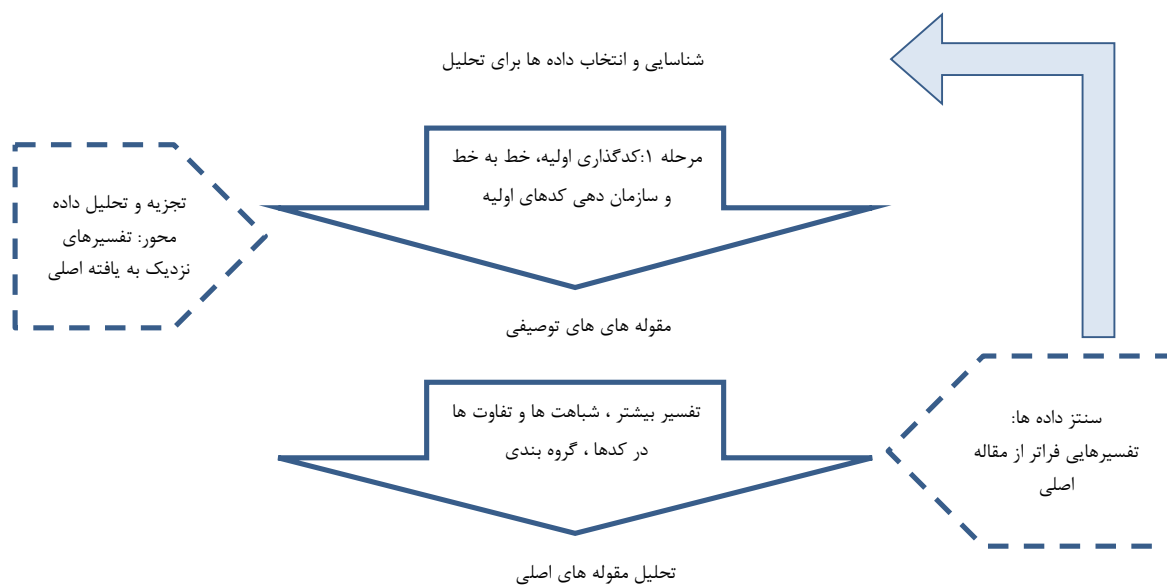 شناسایی و انتخاب داده ها برای تحلیل
مرحله ۱:کدگذاری اولیه، خط به خط
و سازمان دهی کدهای اولیه
تجزیه و تحلیل داده
محور: تفسیرهای
نزدیک به یافته اصلی
مقوله های های توصیفی
تفسیر بیشتر ، شباهت ها و تفاوت ها
در کدها ، گروه بندی
سنتز داده ها:
تفسیرهایی فراتر از مقاله
اصلی
تحلیل مقوله های اصلی